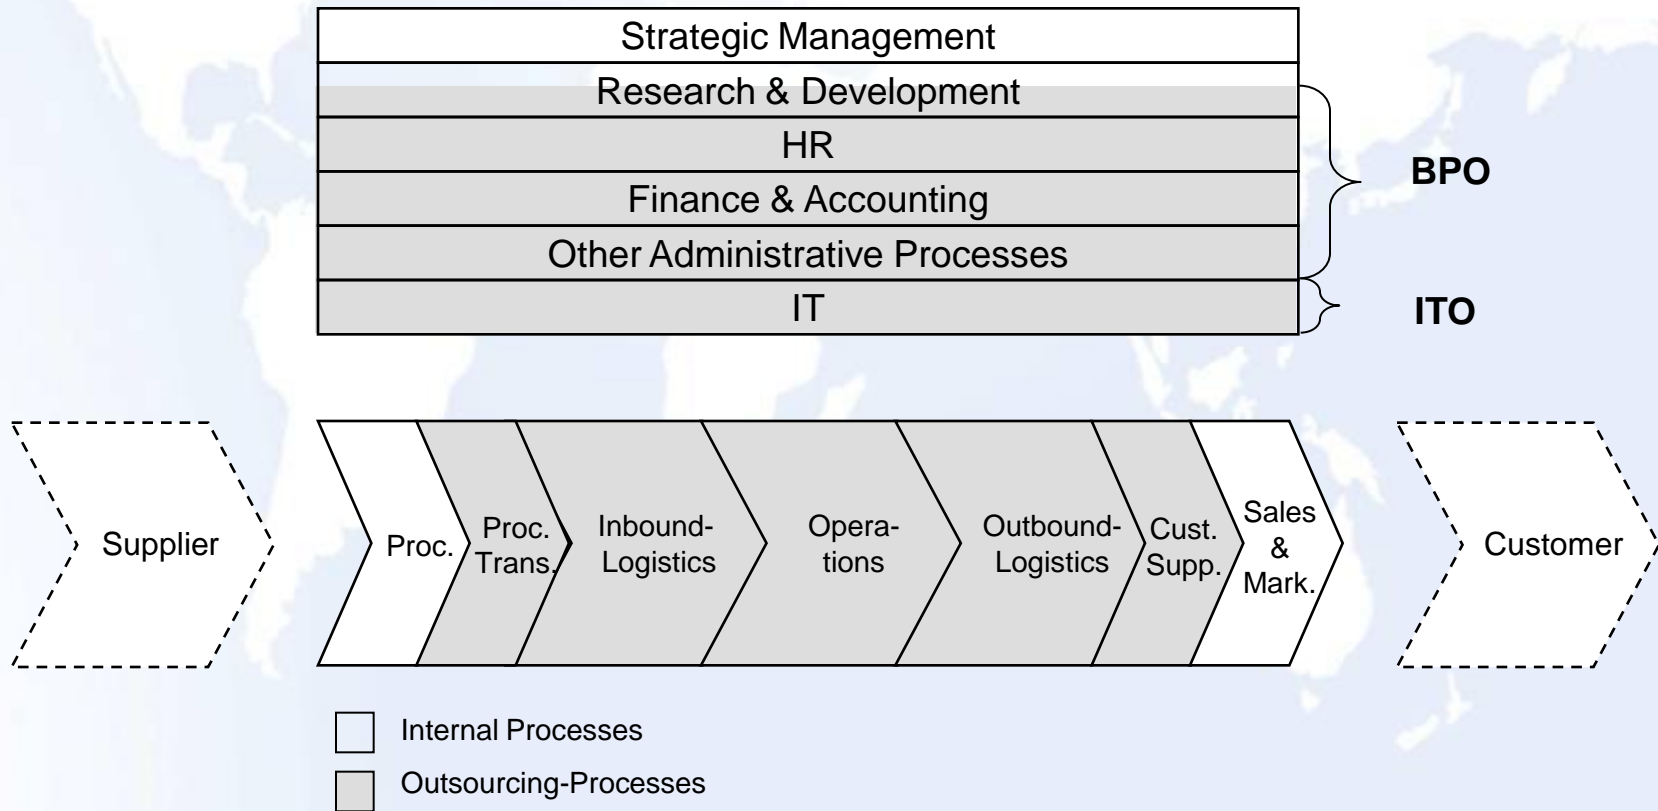 Strategic Management
Research & Development
HR
Finance & Accounting
Other Administrative Processes
IT
BPO
ITO
Supplier
Proc.
Proc.
Trans.
Inbound-
Logistics
Opera-
tions
Outbound-
Logistics
Cust.
Supp.
Sales
&
Mark.
Customer
Internal Processes
Outsourcing-Processes